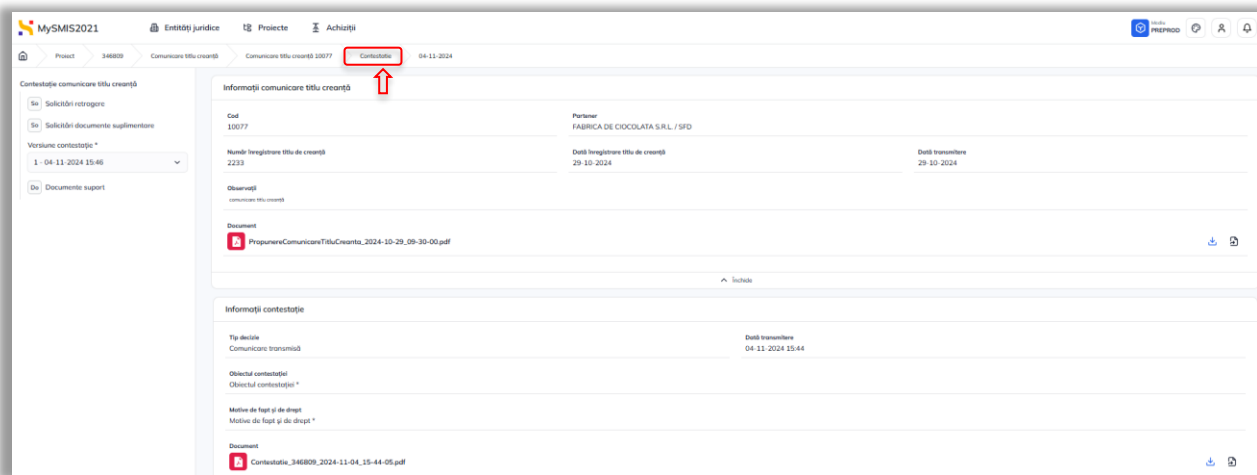 MySMIS2021 Entități juridice Proiecte Achiziții Mediu PREPROD
Proiect 346809 Comunicare titlu creanță Comunicare titlu creanță 10077 Contestatie 04-11-2024
Contestație comunicare titlu creanță
So Solicitări retragere
So Solicitări documente suplimentare
Versiune contestație *
1 - 04-11-2024 15:46
Do Documente suport
Informații comunicare titlu creanță
Cod Partener
10077 FABRICA DE CIOCOLATA S.R.L. / SFD
Număr înregistrare titlu de creanță Dată înregistrare titlu de creanță Dată transmitere
2233 29-10-2024 29-10-2024
Observații
comunicare titlu creanță
Document
PropunereComunicareTitluCreanta_2024-10-29_09-30-00.pdf
Închide
Informații contestație
Tip decizie Dată transmitere
Comunicare transmisă 04-11-2024 15:44
Obiectul contestației
Obiectul contestației *
Motive de fapt și de drept
Motive de fapt și de drept *
Document
Contestatie_346809_2024-11-04_15-44-05.pdf